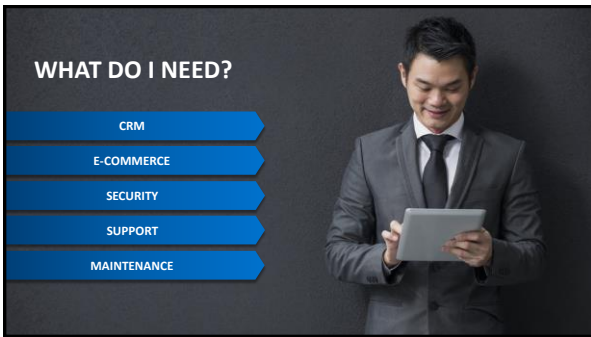 WHAT DO I NEED?
CRM
E-COMMERCE
SECURITY
SUPPORT
MAINTENANCE